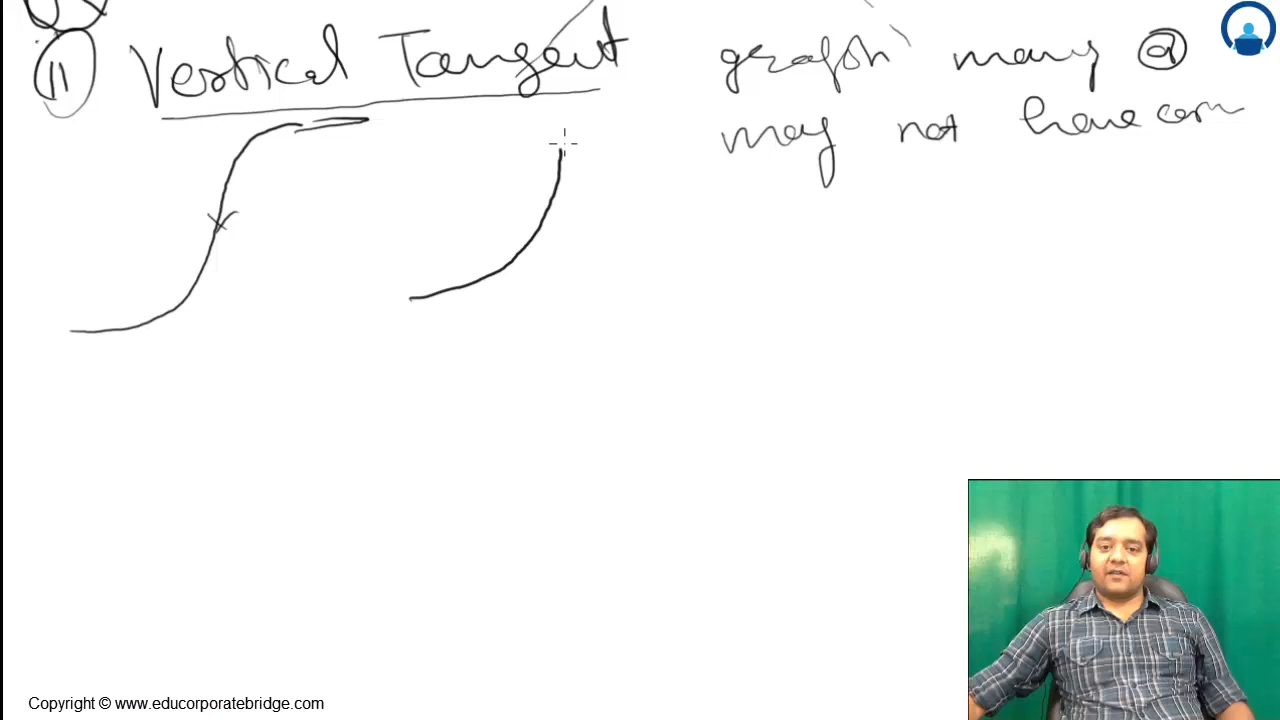 (11) Vertical Tangent
graph may or
may not have corn
Copyright © www.educorporatebridge.com